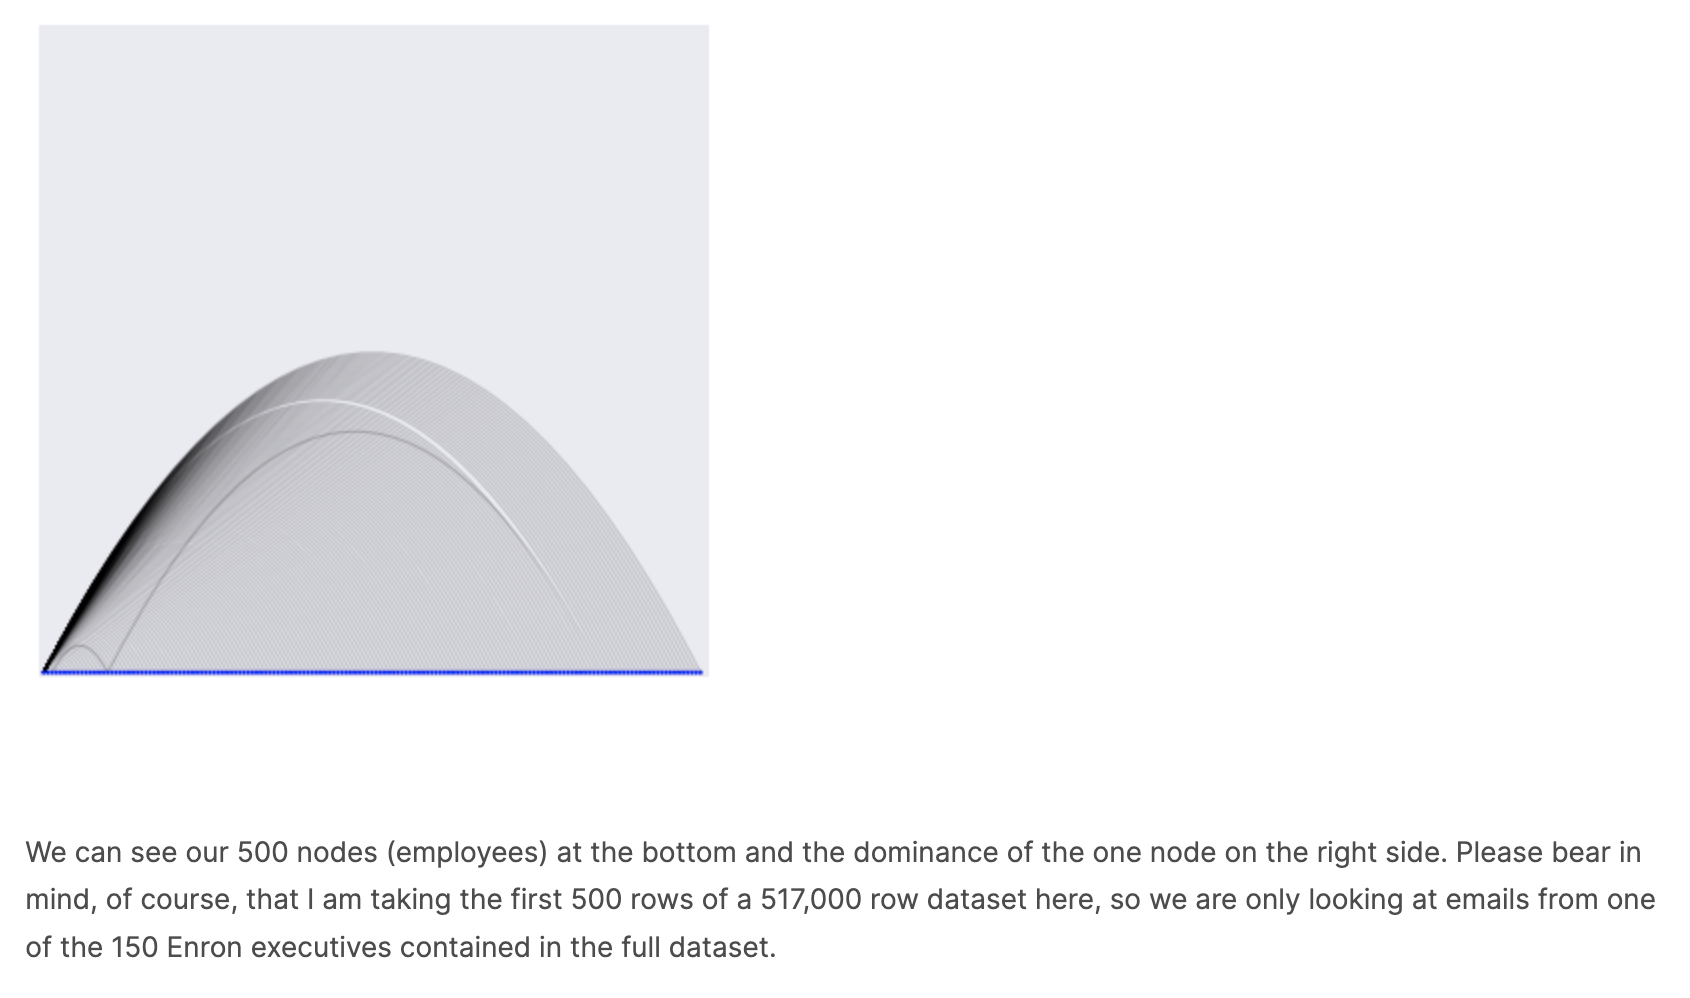 We can see our 500 nodes (employees) at the bottom and the dominance of the one node on the right side. Please bear in
mind, of course, that I am taking the first 500 rows of a 517,000 row dataset here, so we are only looking at emails from one
of the 150 Enron executives contained in the full dataset.